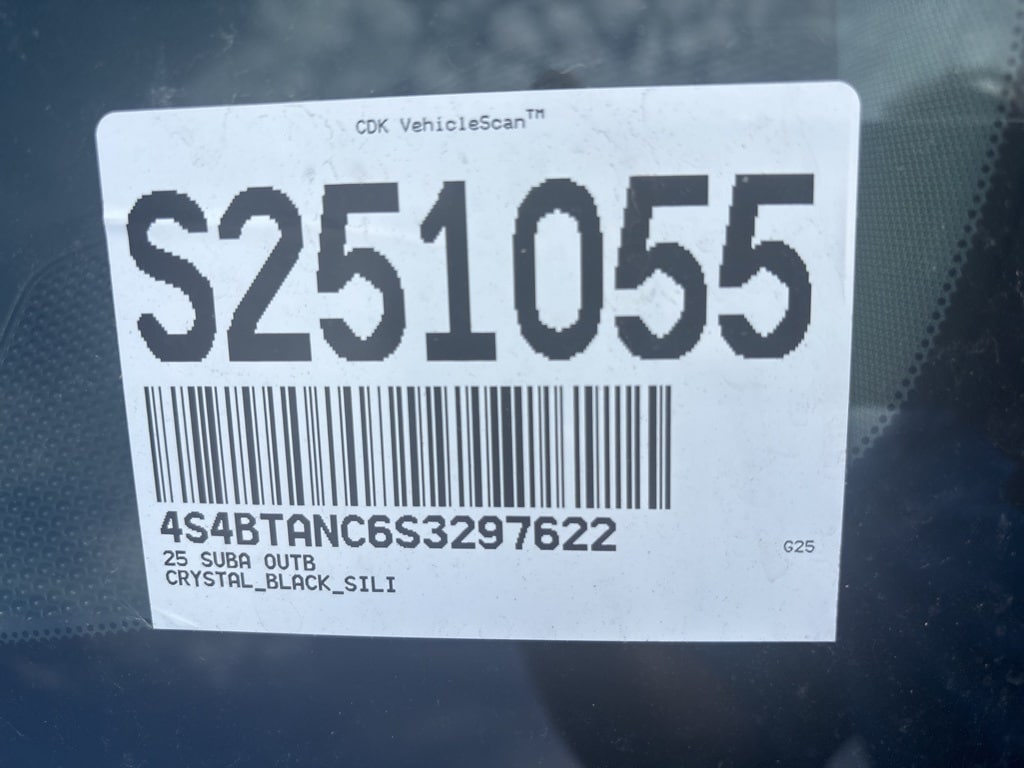 CDK VehicleScan™
S251055
4S4BTANC6S3297622
25 SUBA OUTB
G25
CRYSTAL_BLACK_SILI